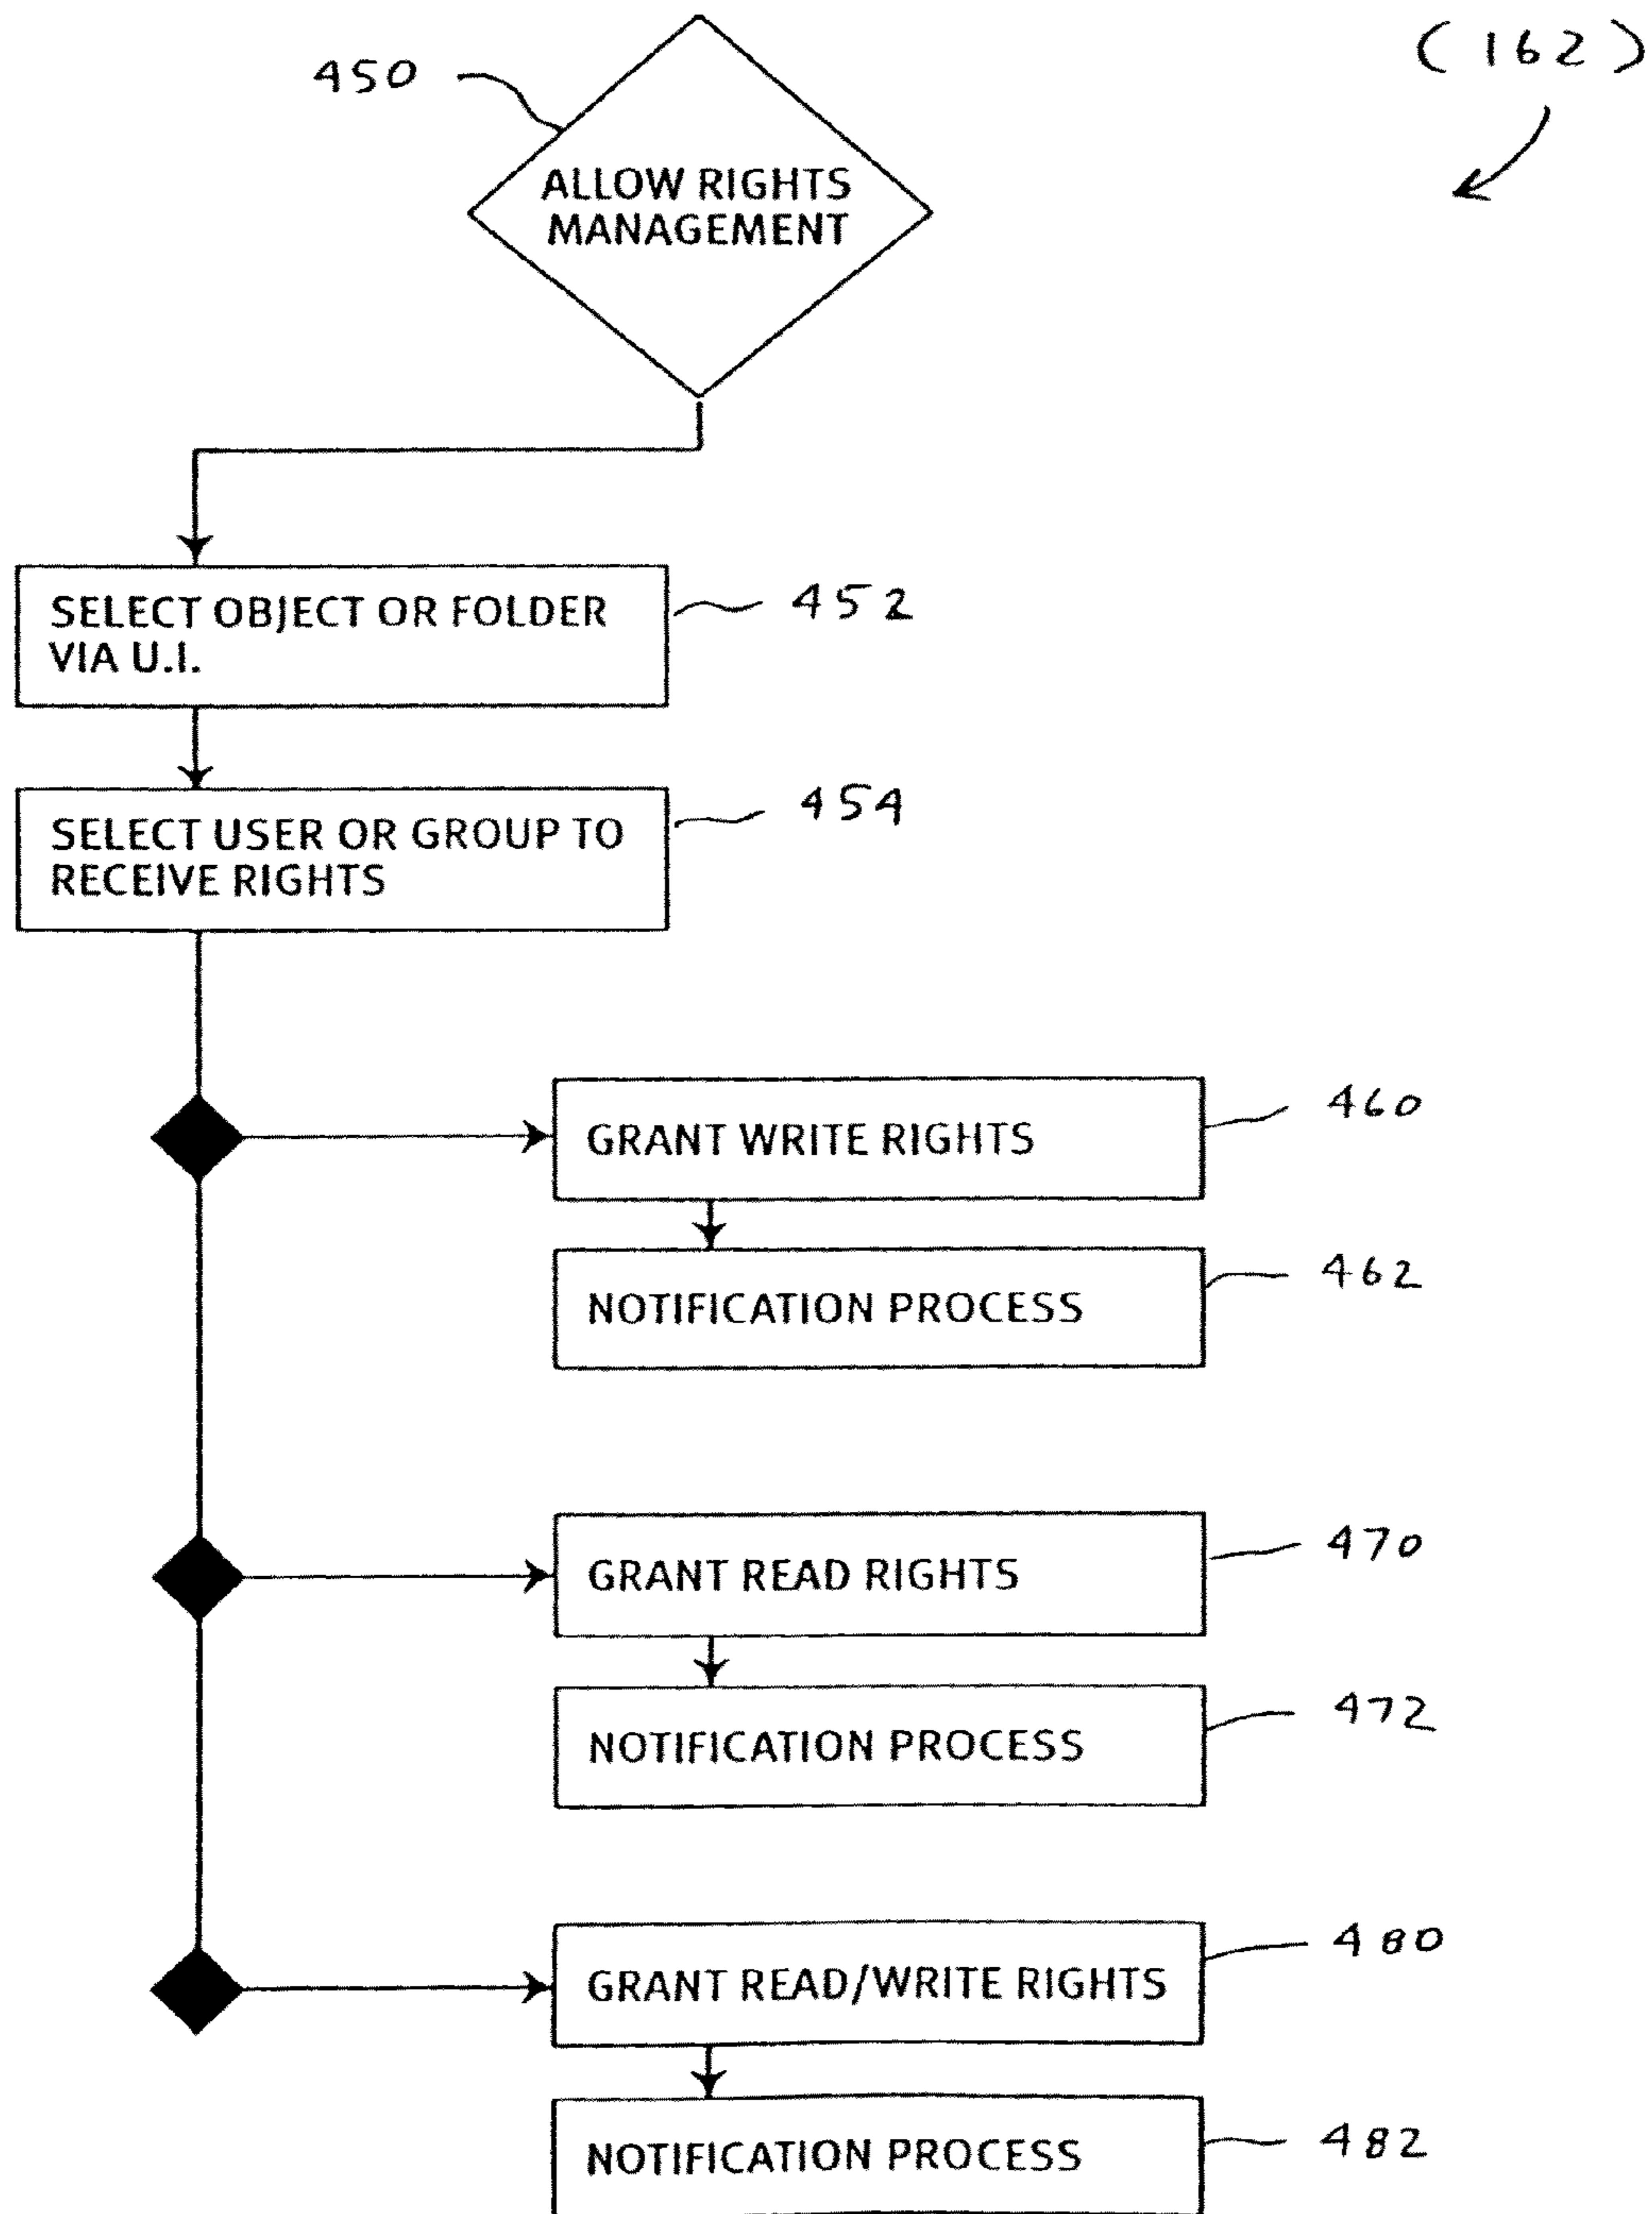 (162)
450
ALLOW RIGHTS
MANAGEMENT
SELECT OBJECT OR FOLDER
VIA U.I.
452
SELECT USER OR GROUP TO
RECEIVE RIGHTS
454
GRANT WRITE RIGHTS
460
NOTIFICATION PROCESS
462
GRANT READ RIGHTS
470
NOTIFICATION PROCESS
472
GRANT READ/WRITE RIGHTS
480
NOTIFICATION PROCESS
482